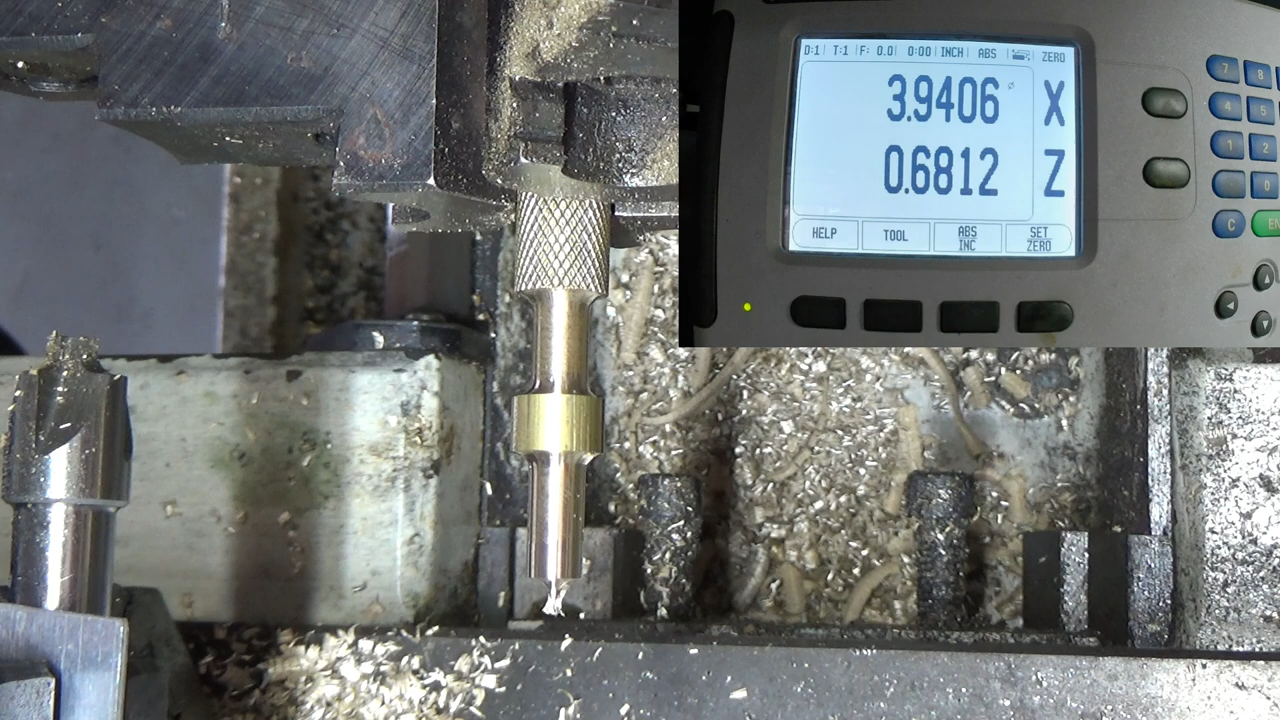 D:1 T:1 F: 0.0 0:00 INCH ABS ZERO
3.9406 ⌀ X
0.6812 Z
HELP TOOL ABS INC SET ZERO
7 8
4 5
1 2
0
C EN